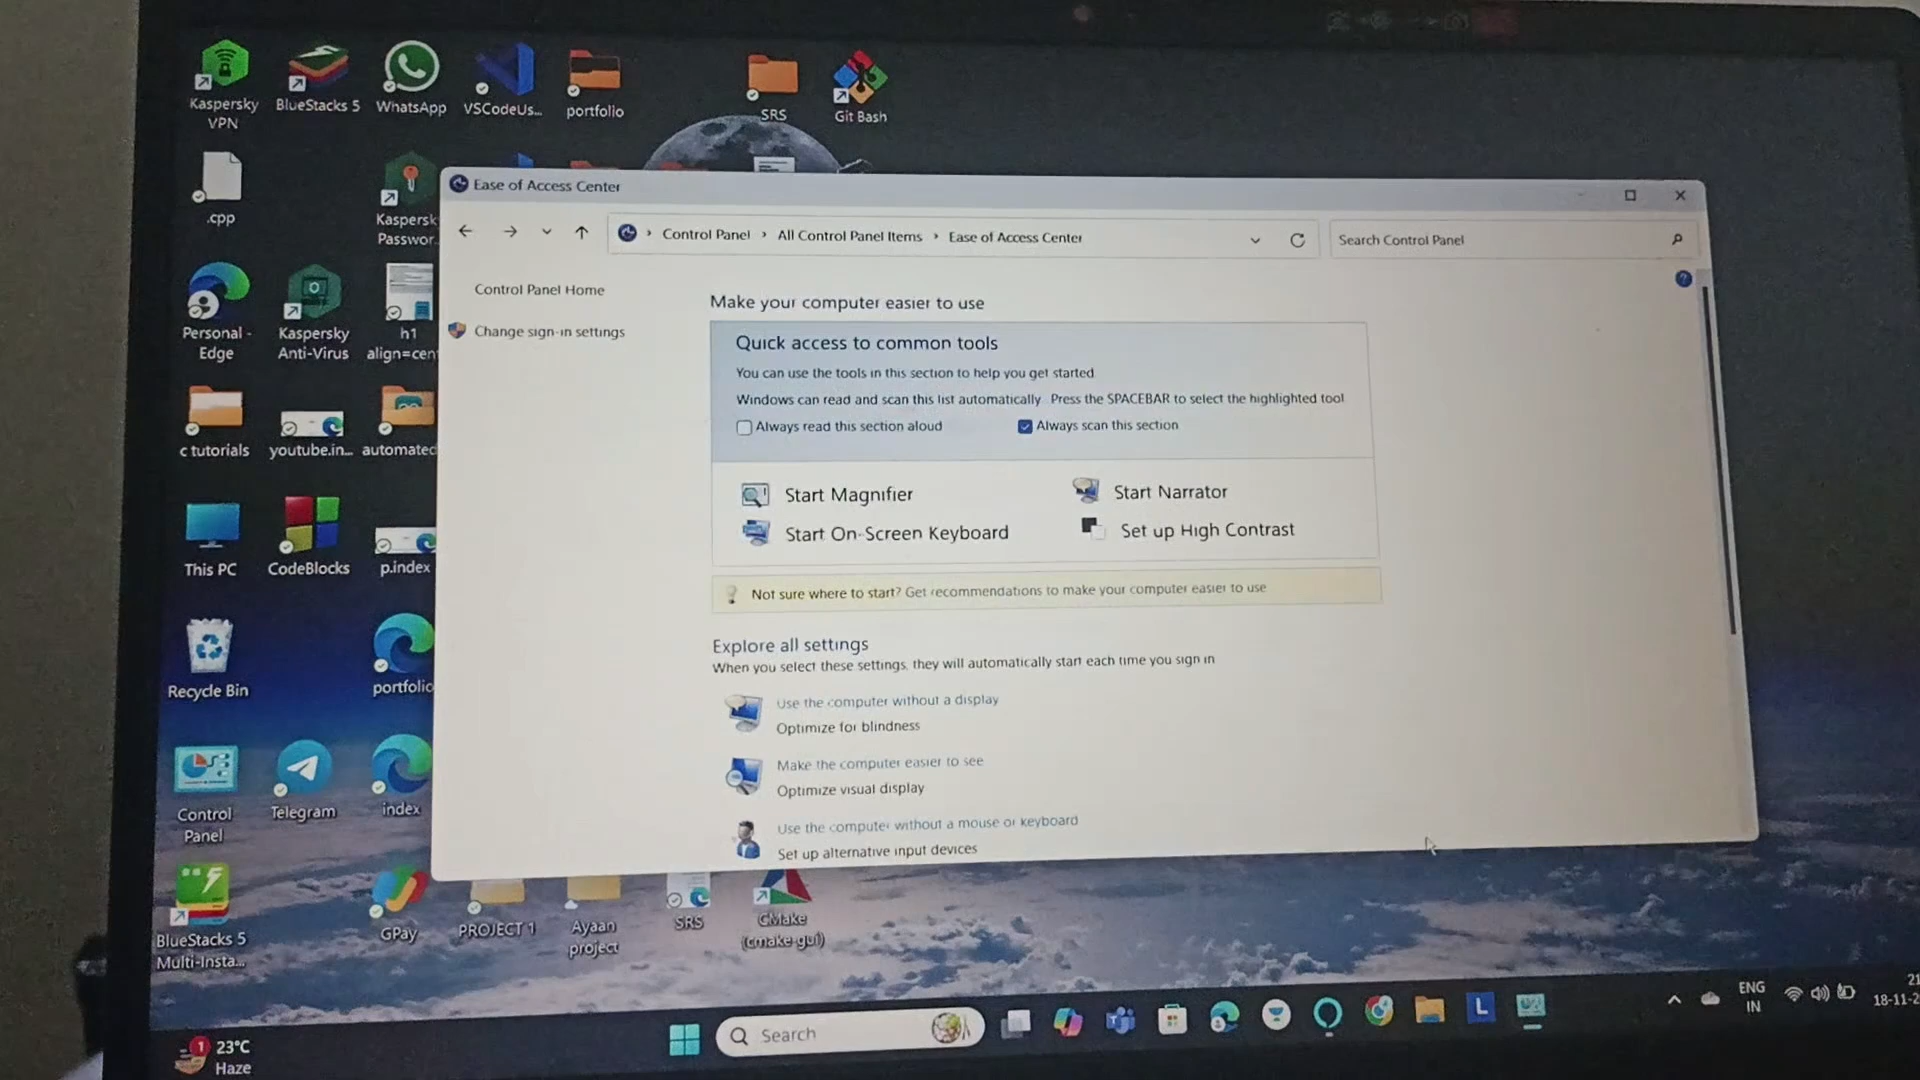 Kaspersky
VPN
BlueStacks 5
WhatsApp
VSCodeUs...
portfolio
SRS
Git Bash
.cpp
Kaspersk
Passwor..
Personal -
Edge
Kaspersky
Anti-Virus
h1
align=cen
c tutorials
youtube.in...
automated
This PC
CodeBlocks
p.index
Recycle Bin
portfolio
Control
Panel
Telegram
index
BlueStacks 5
Multi-Insta...
GPay
PROJECT 1
Ayaan
project
SRS
CMake
(cmake-gui)
Ease of Access Center
Control Panel › All Control Panel Items › Ease of Access Center
Search Control Panel
Control Panel Home
Change sign-in settings
Make your computer easier to use
Quick access to common tools
You can use the tools in this section to help you get started
Windows can read and scan this list automatically Press the SPACEBAR to select the highlighted tool
Always read this section aloud
Always scan this section
Start Magnifier
Start Narrator
Start On-Screen Keyboard
Set up High Contrast
Not sure where to start? Get recommendations to make your computer easier to use
Explore all settings
When you select these settings, they will automatically start each time you sign in
Use the computer without a display
Optimize for blindness
Make the computer easier to see
Optimize visual display
Use the computer without a mouse or keyboard
Set up alternative input devices
1
23°C
Haze
Search
L
ENG
IN
21
18-11-2